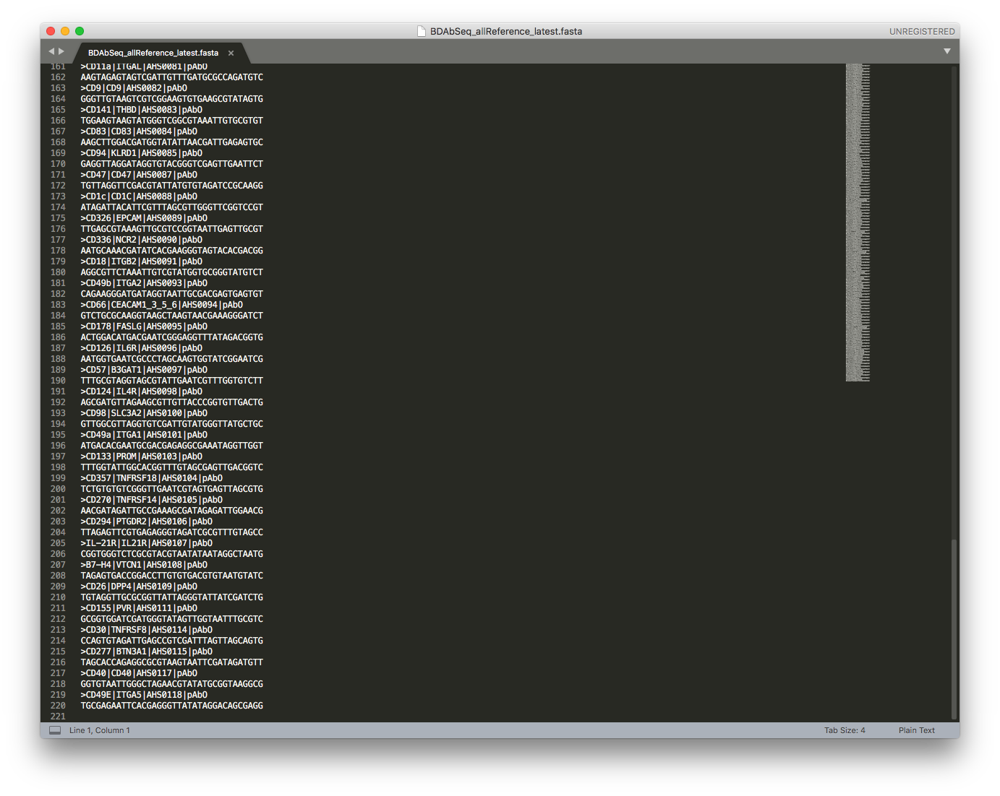 BDAbSeq_allReference_latest.fasta
UNREGISTERED
BDAbSeq_allReference_latest.fasta ×
161 >CD11a|ITGAL|AHS0081|pAbO
162 AAGTAGAGTAGTCGATTGTTTGATGCGCCAGATGTC
163 >CD9|CD9|AHS0082|pAbO
164 GGGTTGTAAGTCGTCGGAAGTGTGAAGCGTATAGTG
165 >CD141|THBD|AHS0083|pAbO
166 TGGAAGTAAGTATGGGTCGGCGTAAATTGTGCGTGT
167 >CD83|CD83|AHS0084|pAbO
168 AAGCTTGGACGATGGTATATTAACGATTGAGAGTGC
169 >CD94|KLRD1|AHS0085|pAbO
170 GAGGTTAGGATAGGTGTACGGGTCGAGTTGAATTCT
171 >CD47|CD47|AHS0087|pAbO
172 TGTTAGGTTCGACGTATTATGTGTAGATCCGCAAGG
173 >CD1c|CD1C|AHS0088|pAbO
174 ATAGATTACATTCGTTTAGCGTTGGGTTCGGTCCGT
175 >CD326|EPCAM|AHS0089|pAbO
176 TTGAGCGTAAAGTTGCGTCCGGTAATTGAGTTGCGT
177 >CD336|NCR2|AHS0090|pAbO
178 AATGCAAACGATATCACGAAGGGTAGTACACGACGG
179 >CD18|ITGB2|AHS0091|pAbO
180 AGGCGTTCTAAATTGTCGTATGGTGCGGGTATGTCT
181 >CD49b|ITGA2|AHS0093|pAbO
182 CAGAAGGGATGATAGGTAATTGCGACGAGTGAGTGT
183 >CD66|CEACAM1_3_5_6|AHS0094|pAbO
184 GTCTGCGCAAGGTAAGCTAAGTAACGAAAGGGATCT
185 >CD178|FASLG|AHS0095|pAbO
186 ACTGGACATGACGAATCGGGAGGTTTATAGACGGTG
187 >CD126|IL6R|AHS0096|pAbO
188 AATGGTGAATCGCCCTAGCAAGTGGTATCGGAATCG
189 >CD57|B3GAT1|AHS0097|pAbO
190 TTTGCGTAGGTAGCGTATTGAATCGTTTGGTGTCTT
191 >CD124|IL4R|AHS0098|pAbO
192 AGCGATGTTAGAAGCGTTGTTACCCGGTGTTGACTG
193 >CD98|SLC3A2|AHS0100|pAbO
194 GTTGGCGTTAGGTGTCGATTGTATGGGTTATGCTGC
195 >CD49a|ITGA1|AHS0101|pAbO
196 ATGACACGAATGCGACGAGAGGCGAAATAGGTTGGT
197 >CD133|PROM|AHS0103|pAbO
198 TTTGGTATTGGCACGGTTTGTAGCGAGTTGACGGTC
199 >CD357|TNFRSF18|AHS0104|pAbO
200 TCTGTGTGTCGGGTTGAATCGTAGTGAGTTAGCGTG
201 >CD270|TNFRSF14|AHS0105|pAbO
202 AACGATAGATTGCCGAAAGCGATAGAGATTGGAACG
203 >CD294|PTGDR2|AHS0106|pAbO
204 TTAGAGTTCGTGAGAGGGTAGATCGCGTTTGTAGCC
205 >IL-21R|IL21R|AHS0107|pAbO
206 CGGTGGGTCTCGCGTACGTAATATAATAGGCTAATG
207 >B7-H4|VTCN1|AHS0108|pAbO
208 TAGAGTGACCGGACCTTGTGTGACGTGTAATGTATC
209 >CD26|DPP4|AHS0109|pAbO
210 TGTAGGTTGCGCGGTTATTAGGGTATTATCGATCTG
211 >CD155|PVR|AHS0111|pAbO
212 GCGGTGGATCGATGGGTATAGTTGGTAATTTGCGTC
213 >CD30|TNFRSF8|AHS0114|pAbO
214 CCAGTGTAGATTGAGCCGTCGATTTAGTTAGCAGTG
215 >CD277|BTN3A1|AHS0115|pAbO
216 TAGCACCAGAGGCGCGTAAGTAATTCGATAGATGTT
217 >CD40|CD40|AHS0117|pAbO
218 GGTGTAATTGGGCTAGAACGTATATGCGGTAAGGCG
219 >CD49E|ITGA5|AHS0118|pAbO
220 TGCGAGAATTCACGAGGGTTATATAGGACAGCGAGG
221
Line 1, Column 1
Tab Size: 4
Plain Text